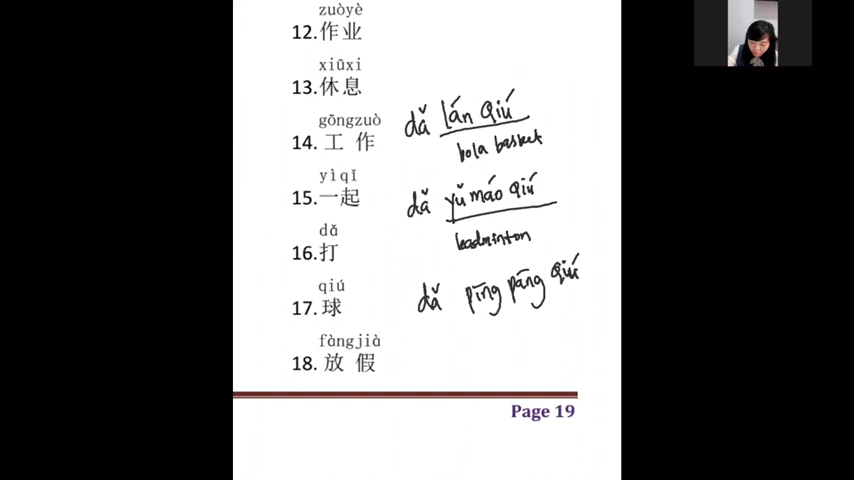 zuòyè
12.作业
xiūxi
13.休息
gōngzuò
14.工作
yìqǐ
15.一起
dǎ
16.打
qiú
17.球
fàngjià
18.放假
dǎ lán qiú
bola basket
dǎ yǔ máo qiú
badminton
dǎ pīng pāng qiú
Page 19